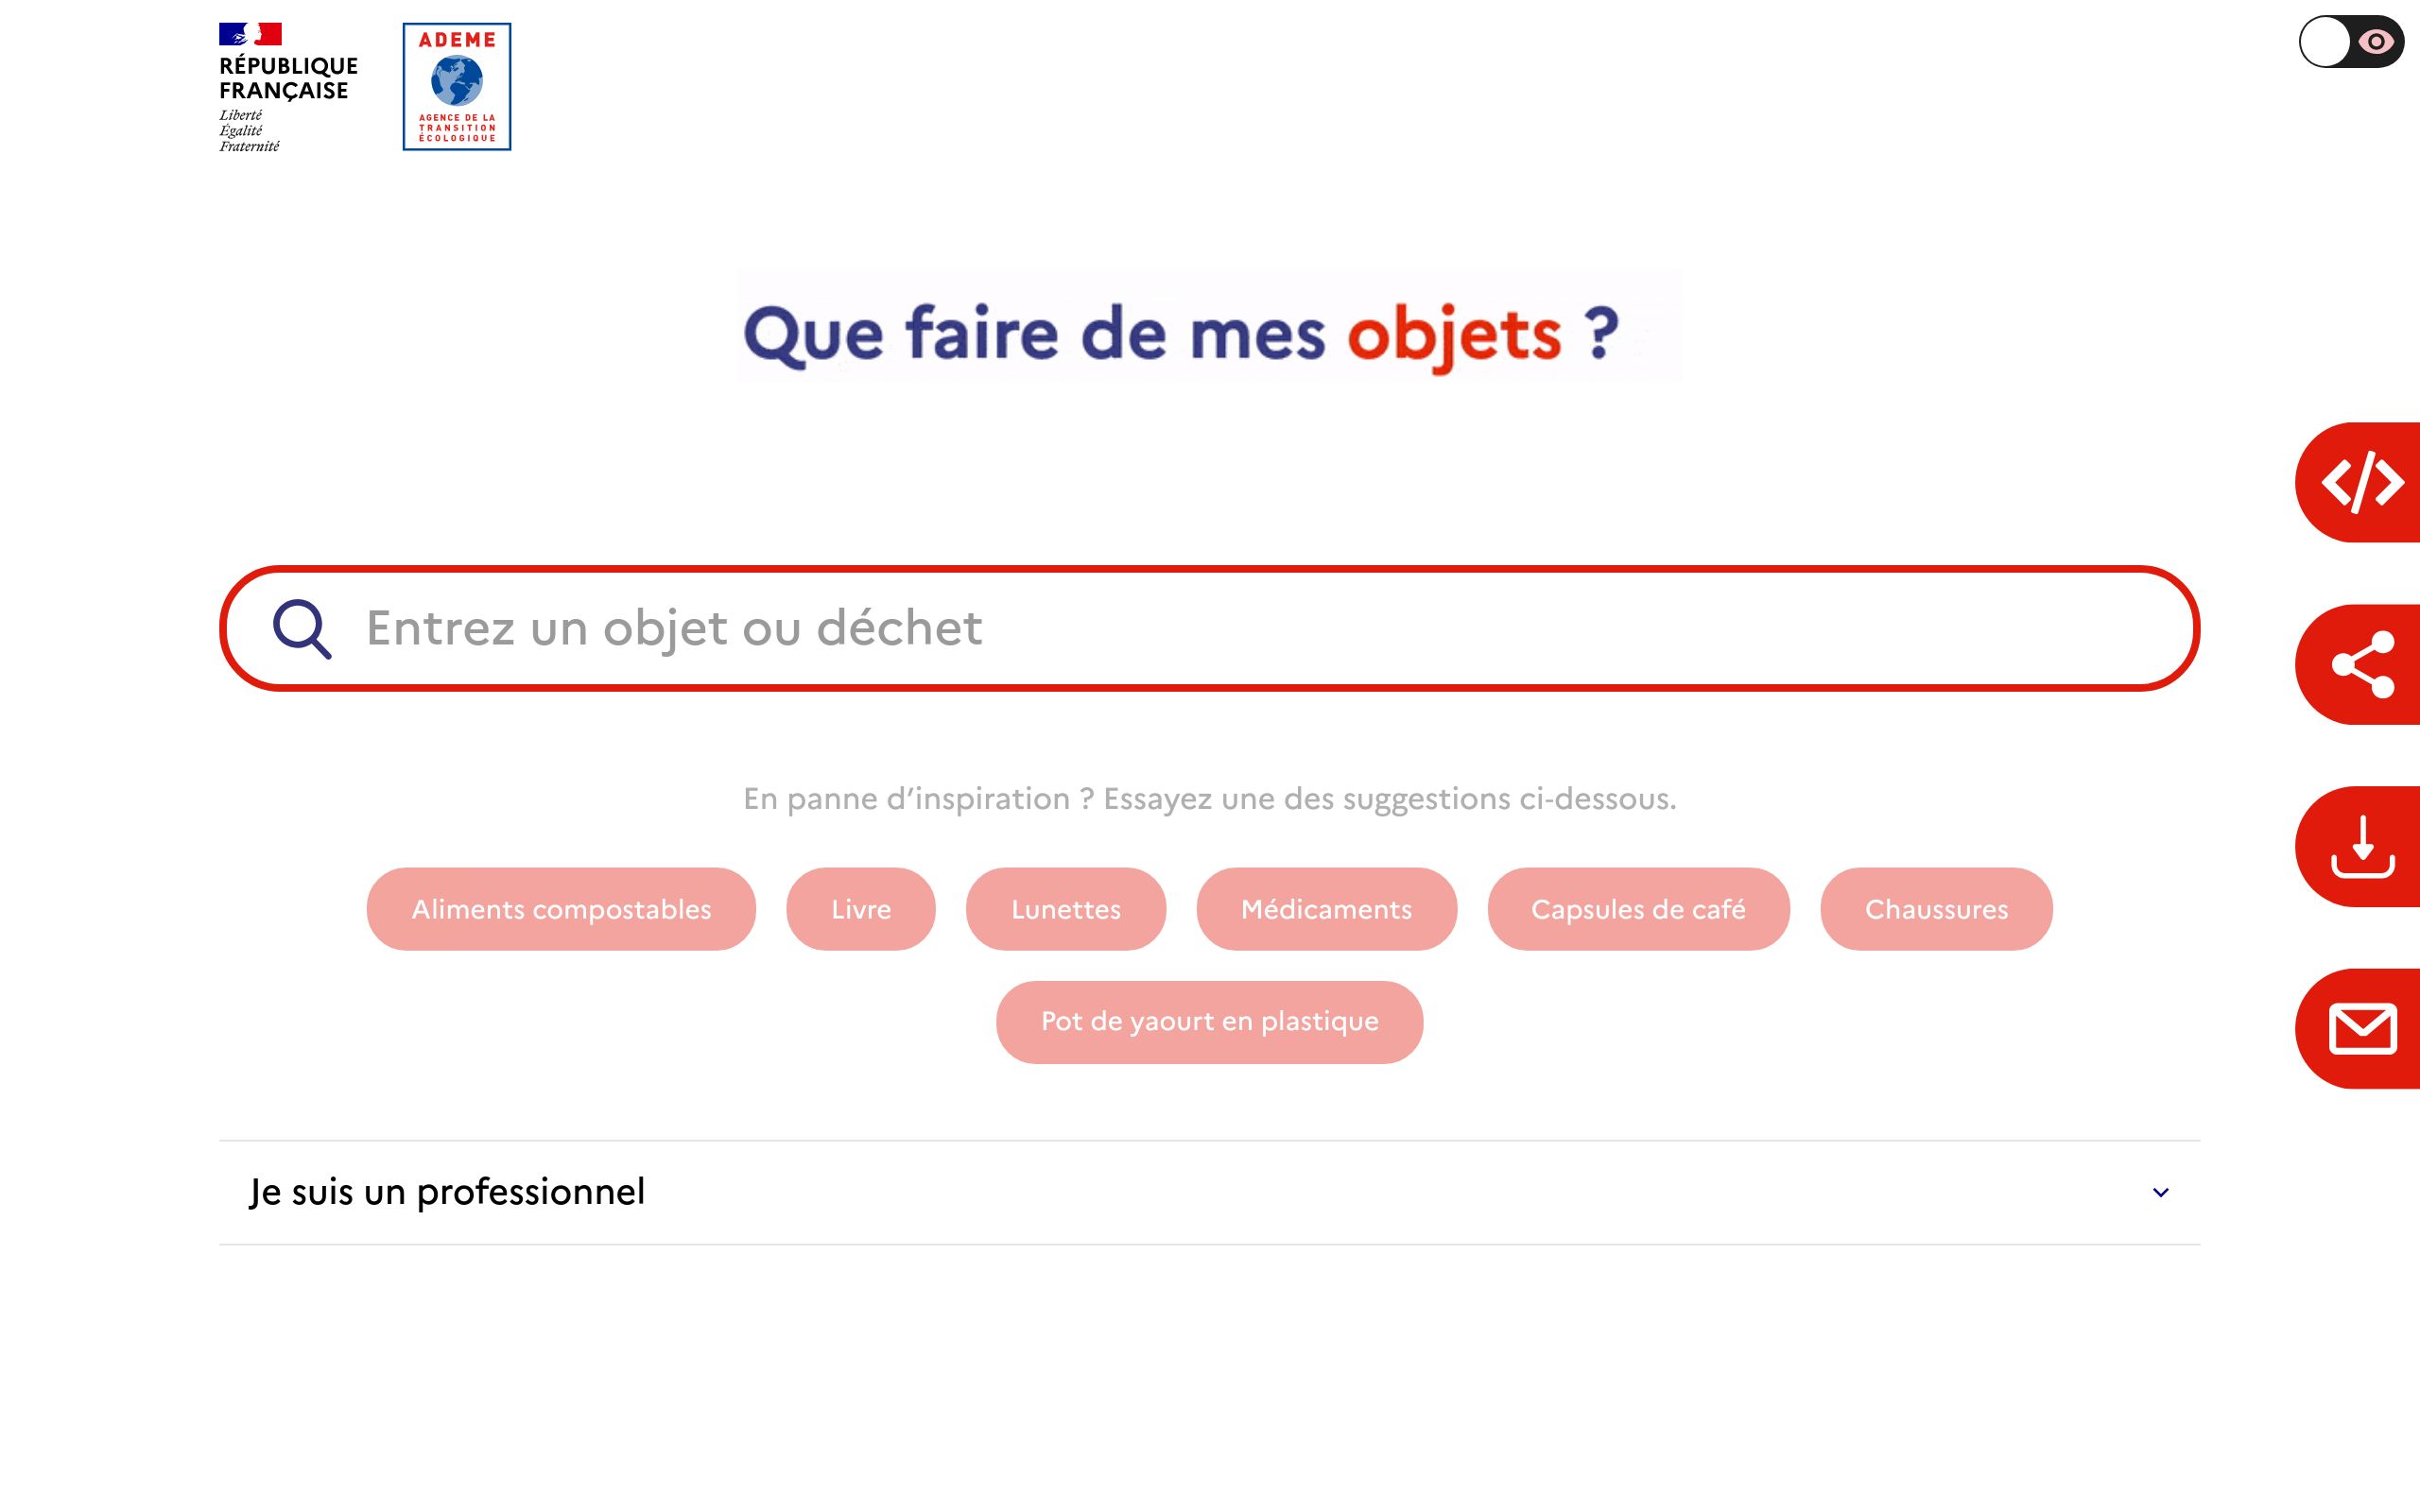 RÉPUBLIQUE
FRANÇAISE
Liberté
Égalité
Fraternité
ADEME
AGENCE DE LA
TRANSITION
ÉCOLOGIQUE
Que faire de mes objets ?
Entrez un objet ou déchet
En panne d’inspiration ? Essayez une des suggestions ci-dessous.
Aliments compostables
Livre
Lunettes
Médicaments
Capsules de café
Chaussures
Pot de yaourt en plastique
Je suis un professionnel